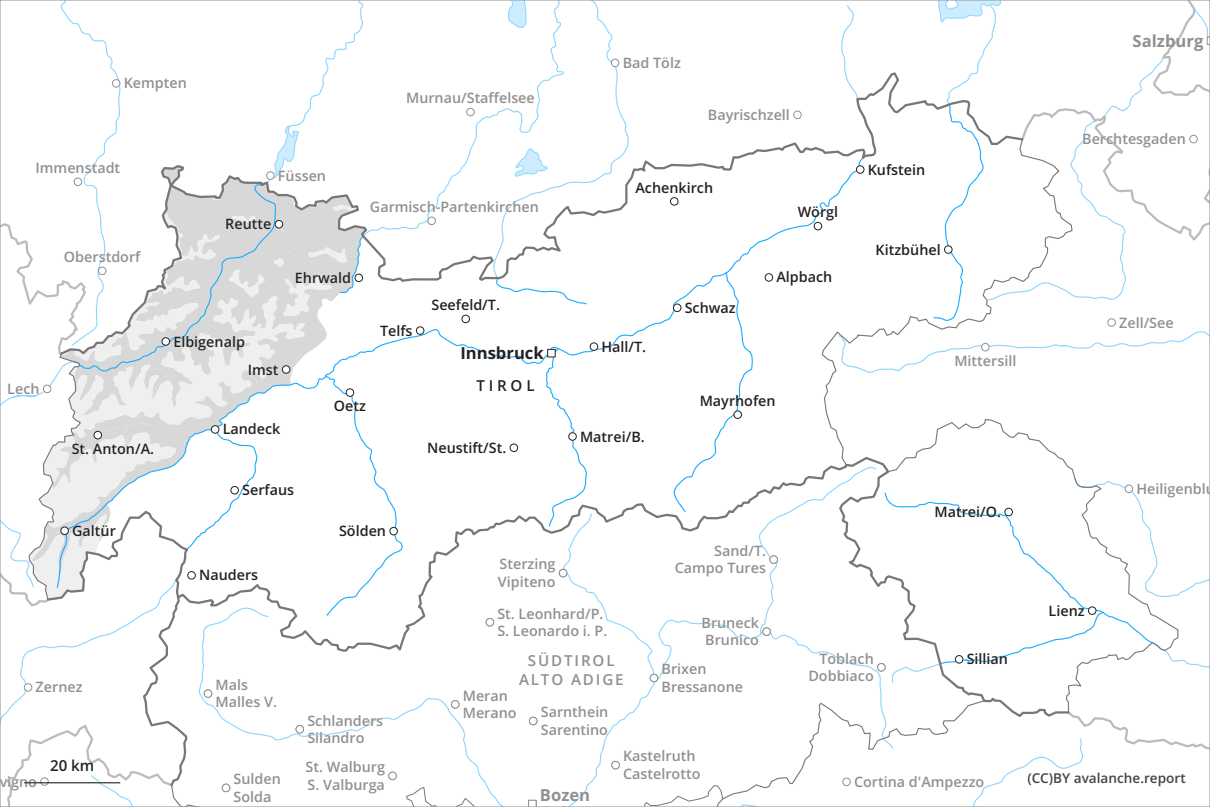 Salzburg
Bad Tölz
Kempten
Murnau/Staffelsee
Bayrischzell
Berchtesgaden
Immenstadt
Füssen
Kufstein
Achenkirch
Garmisch-Partenkirchen
Wörgl
Reutte
Kitzbühel
Oberstdorf
Ehrwald
Alpbach
Seefeld/T.
Schwaz
Zell/See
Telfs
Elbigenalp
Innsbruck
Hall/T.
Mittersill
Imst
TIROL
Lech
Oetz
Mayrhofen
Landeck
Matrei/B.
St. Anton/A.
Neustift/St.
Serfaus
Heiligenblu
Matrei/O.
Galtür
Sölden
Sand/T.
Campo Tures
Sterzing
Vipiteno
Nauders
Lienz
St. Leonhard/P.
S. Leonardo i. P.
Bruneck
Brunico
SÜDTIROL
ALTO ADIGE
Toblach
Dobbiaco
Sillian
Brixen
Bressanone
Zernez
Mals
Malles V.
Meran
Merano
Sarnthein
Sarentino
Schlanders
Silandro
Kastelruth
Castelrotto
20 km
St. Walburg
S. Valburga
vigno
Sulden
Solda
Cortina d'Ampezzo
(CC)BY avalanche.report
Bozen